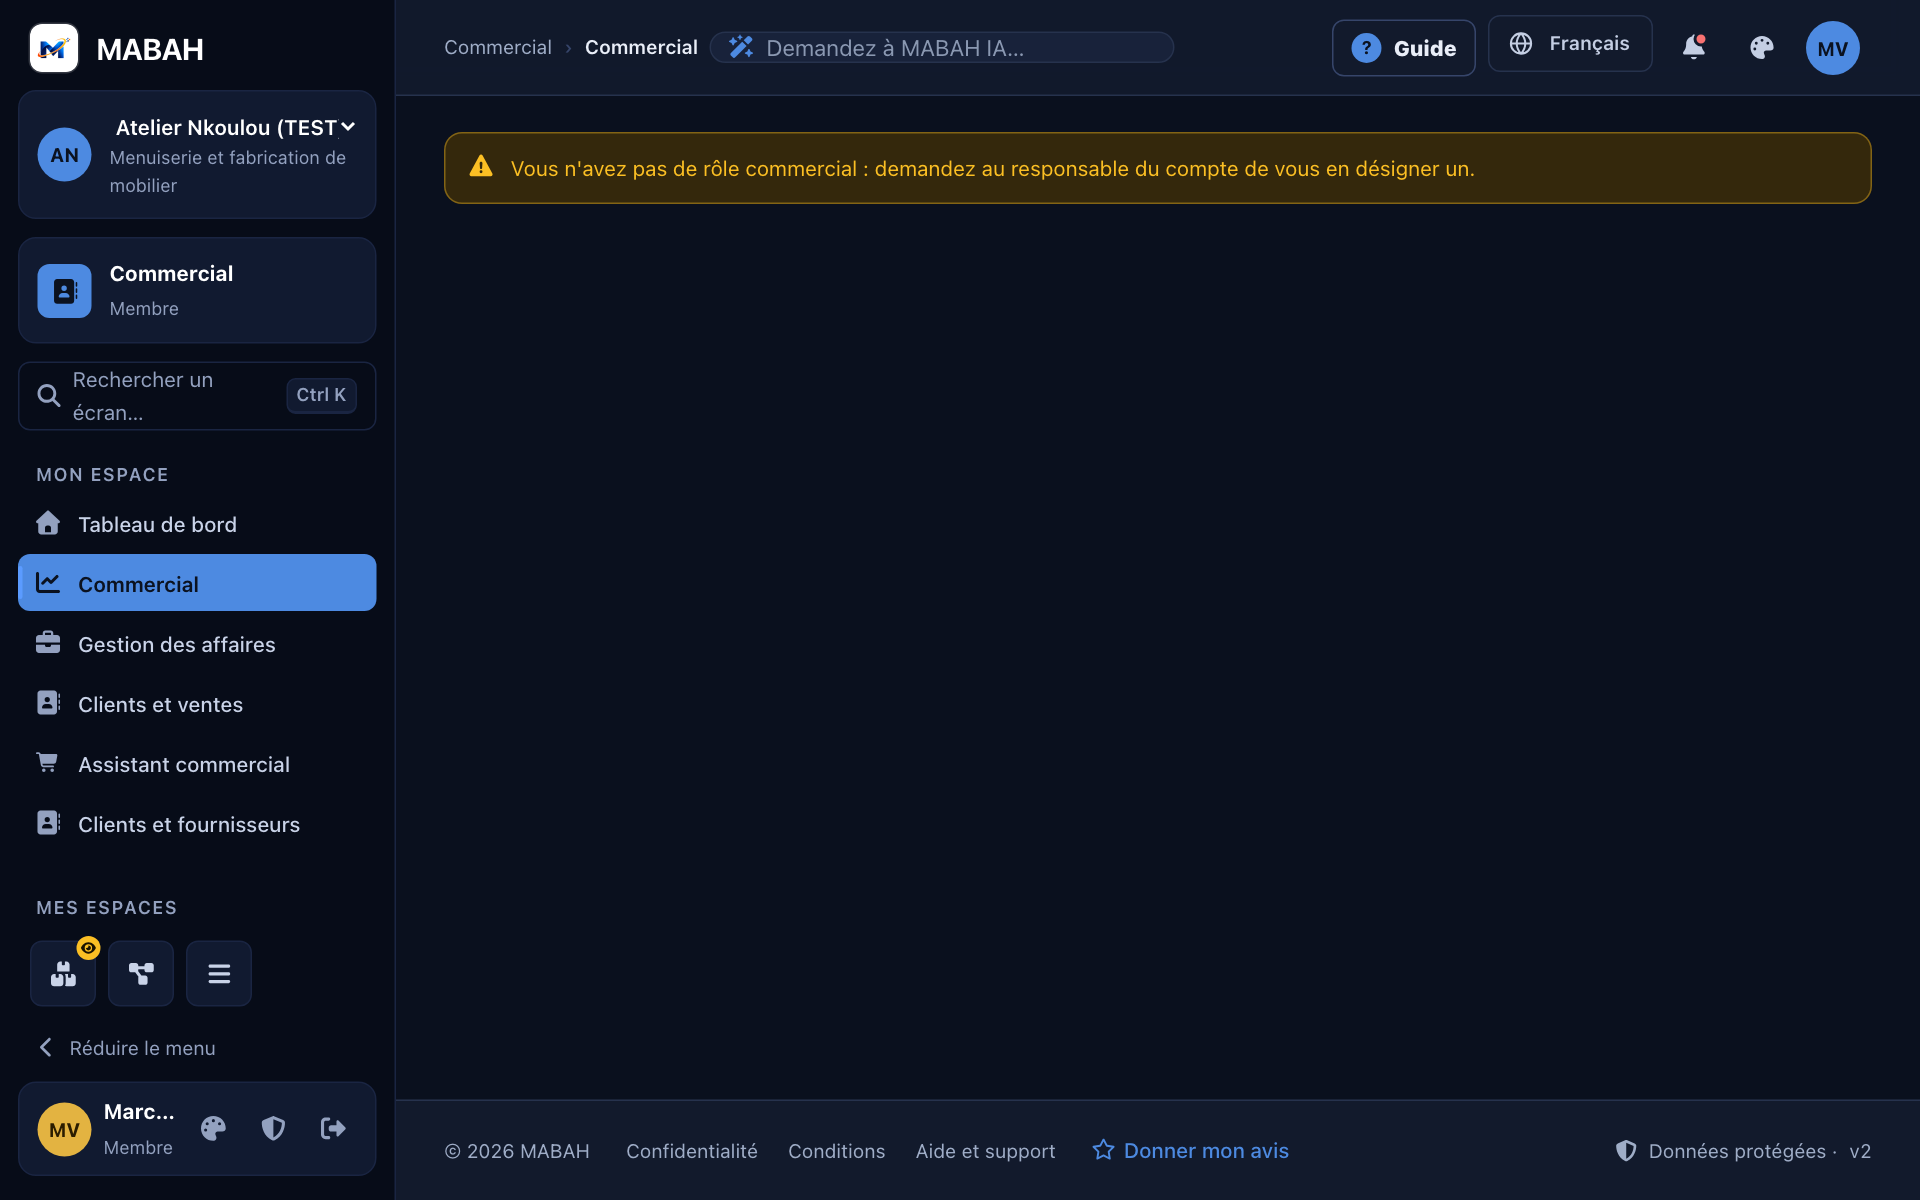 MABAH
AN
Atelier Nkoulou (TEST
Menuiserie et fabrication de
mobilier
Commercial
Membre
Rechercher un
écran...
Ctrl K
MON ESPACE
Tableau de bord
Commercial
Gestion des affaires
Clients et ventes
Assistant commercial
Clients et fournisseurs
MES ESPACES
Réduire le menu
MV
Marc...
Membre
Commercial › Commercial
Demandez à MABAH IA...
? Guide
Français
MV
Vous n'avez pas de rôle commercial : demandez au responsable du compte de vous en désigner un.
© 2026 MABAH
Confidentialité
Conditions
Aide et support
Donner mon avis
Données protégées · v2